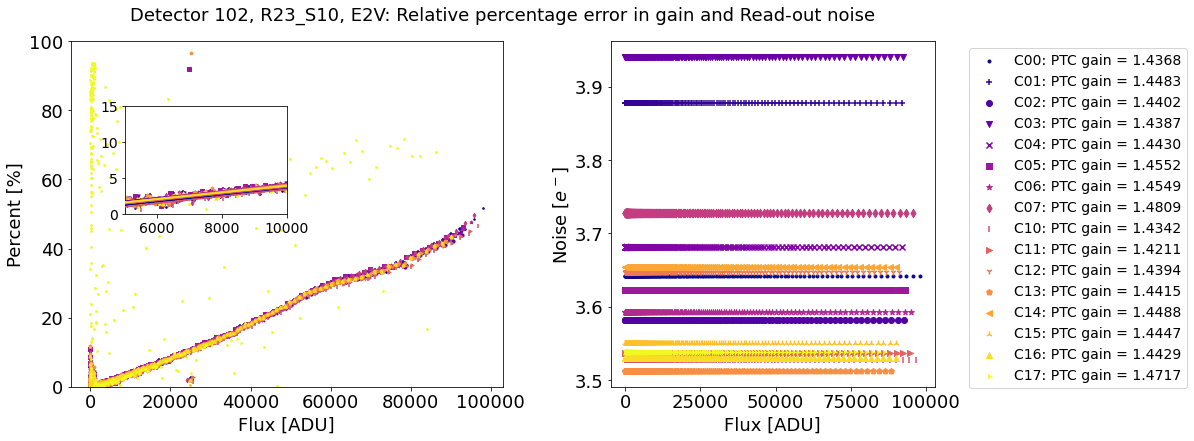 Detector 102, R23_S10, E2V: Relative percentage error in gain and Read-out noise
Percent [%]
100
80
60
40
20
0
15
10
5
0
6000 8000 10000
0 20000 40000 60000 80000 100000
Flux [ADU]
Noise [e⁻]
3.9
3.8
3.7
3.6
3.5
0 25000 50000 75000 100000
Flux [ADU]
C00: PTC gain = 1.4368
C01: PTC gain = 1.4483
C02: PTC gain = 1.4402
C03: PTC gain = 1.4387
C04: PTC gain = 1.4430
C05: PTC gain = 1.4552
C06: PTC gain = 1.4549
C07: PTC gain = 1.4809
C10: PTC gain = 1.4342
C11: PTC gain = 1.4211
C12: PTC gain = 1.4394
C13: PTC gain = 1.4415
C14: PTC gain = 1.4488
C15: PTC gain = 1.4447
C16: PTC gain = 1.4429
C17: PTC gain = 1.4717